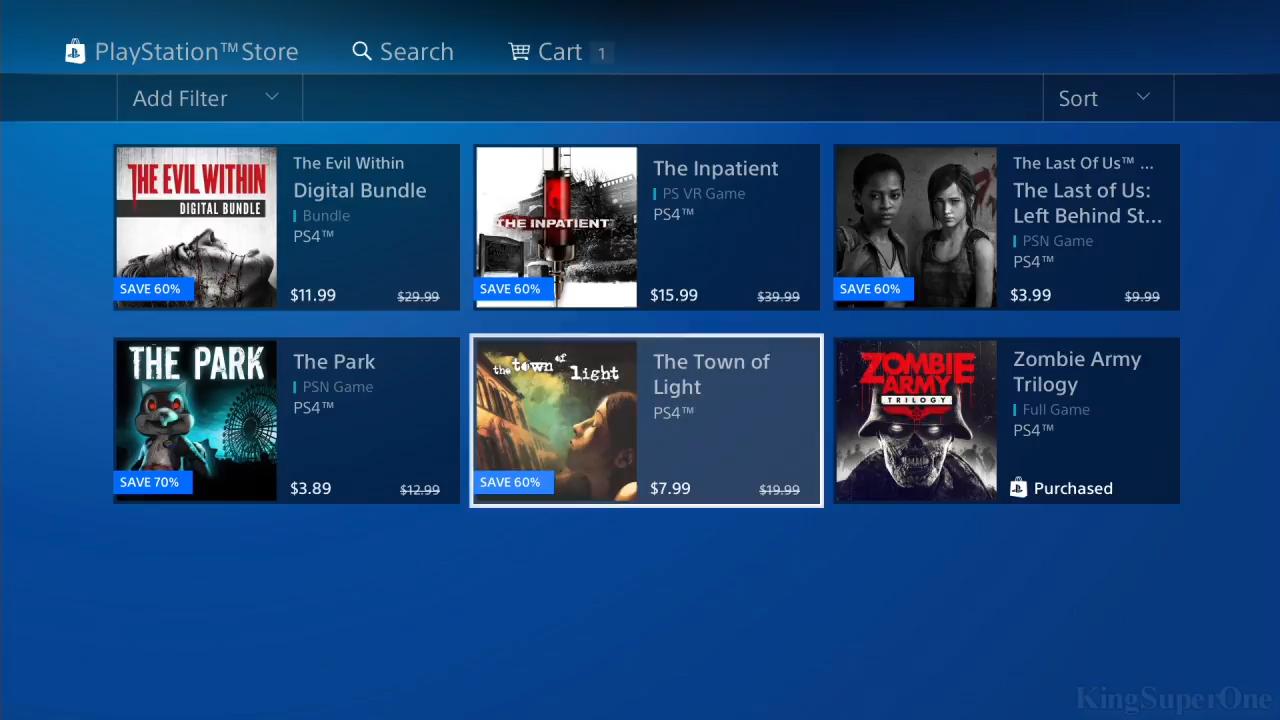 PlayStation™Store
Search
Cart 1
Add Filter
Sort
THE EVIL WITHIN
DIGITAL BUNDLE
SAVE 60%
The Evil Within
Digital Bundle
Bundle
PS4™
$11.99 $29.99
THE INPATIENT™
SAVE 60%
The Inpatient
PS VR Game
PS4™
$15.99 $39.99
SAVE 60%
The Last Of Us™ ...
The Last of Us:
Left Behind St...
PSN Game
PS4™
$3.99 $9.99
THE PARK
SAVE 70%
The Park
PSN Game
PS4™
$3.89 $12.99
the town of light
SAVE 60%
The Town of
Light
PS4™
$7.99 $19.99
ZOMBIE
ARMY
TRILOGY
Zombie Army
Trilogy
Full Game
PS4™
Purchased
KingSuperOne